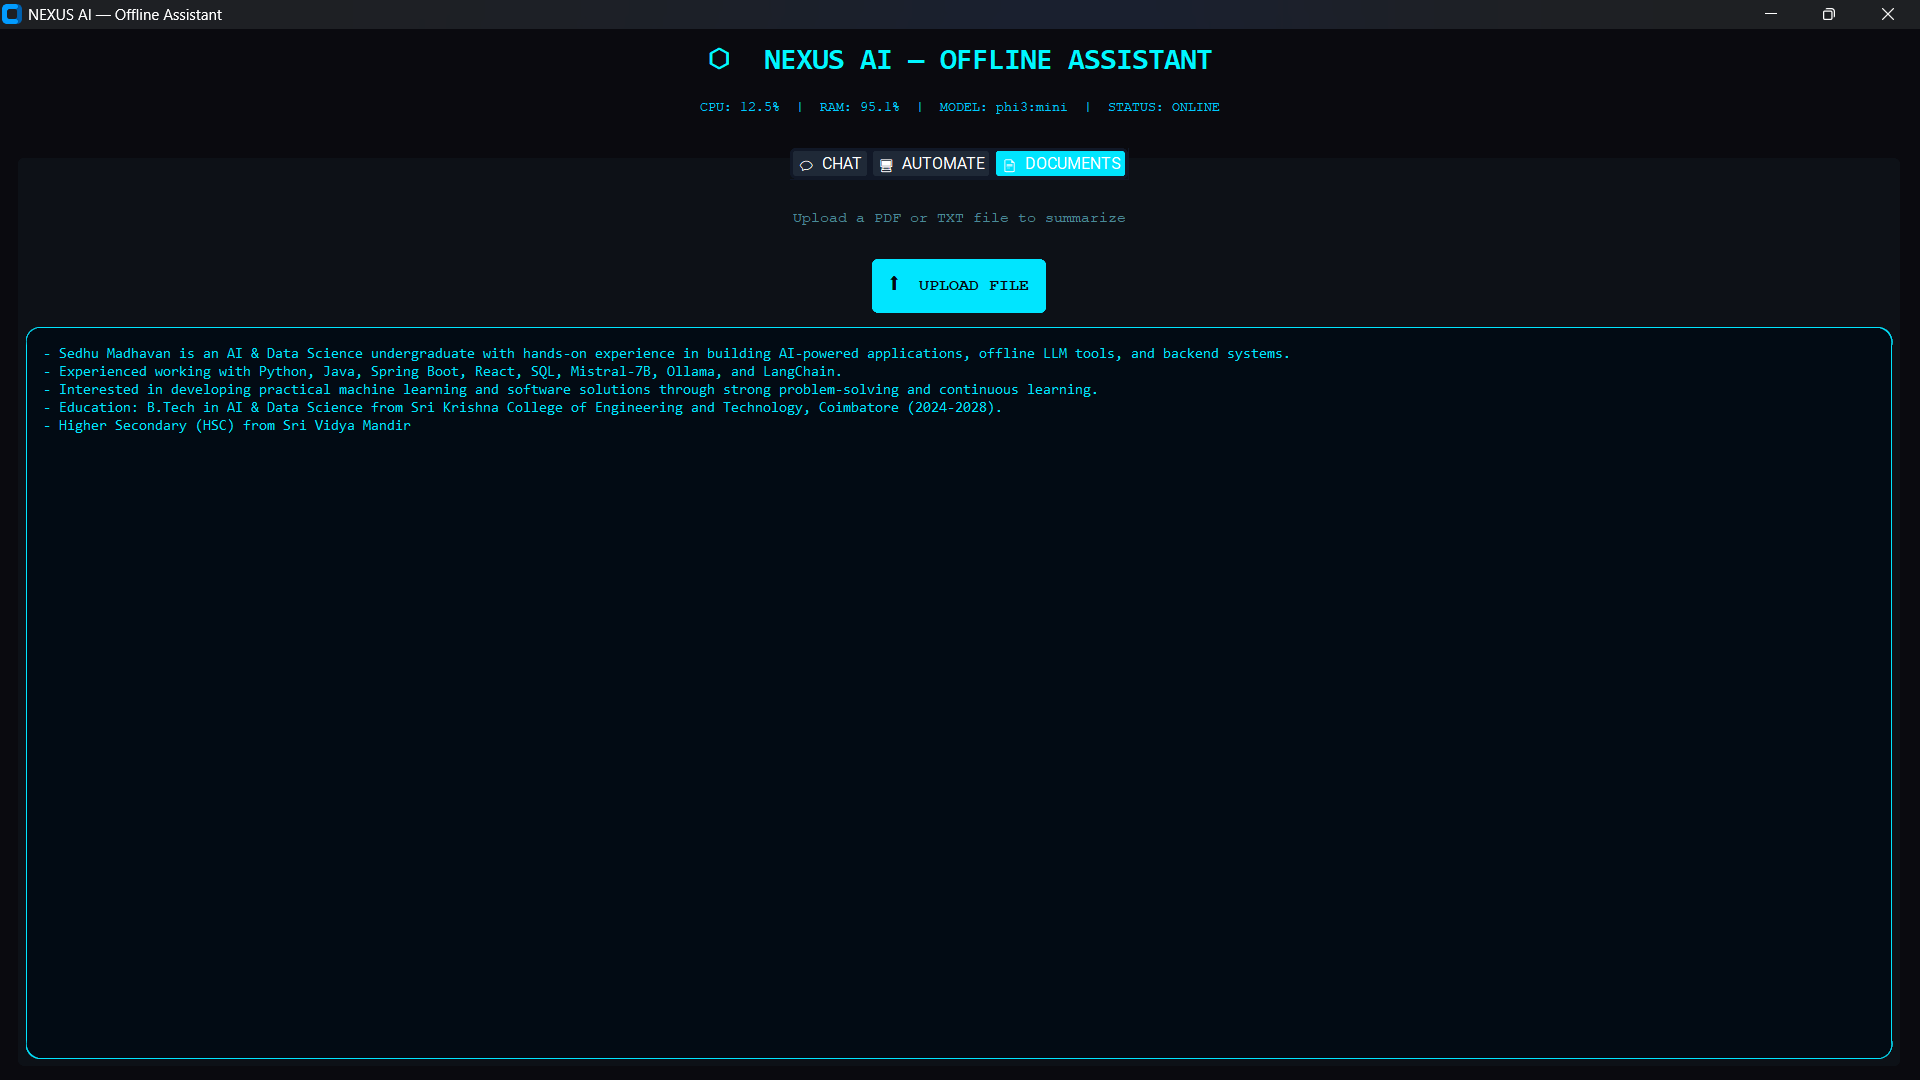 NEXUS AI — Offline Assistant
NEXUS AI — OFFLINE ASSISTANT
CPU: 12.5% | RAM: 95.1% | MODEL: phi3:mini | STATUS: ONLINE
CHAT AUTOMATE DOCUMENTS
Upload a PDF or TXT file to summarize
UPLOAD FILE
- Sedhu Madhavan is an AI & Data Science undergraduate with hands-on experience in building AI-powered applications, offline LLM tools, and backend systems.
- Experienced working with Python, Java, Spring Boot, React, SQL, Mistral-7B, Ollama, and LangChain.
- Interested in developing practical machine learning and software solutions through strong problem-solving and continuous learning.
- Education: B.Tech in AI & Data Science from Sri Krishna College of Engineering and Technology, Coimbatore (2024-2028).
- Higher Secondary (HSC) from Sri Vidya Mandir